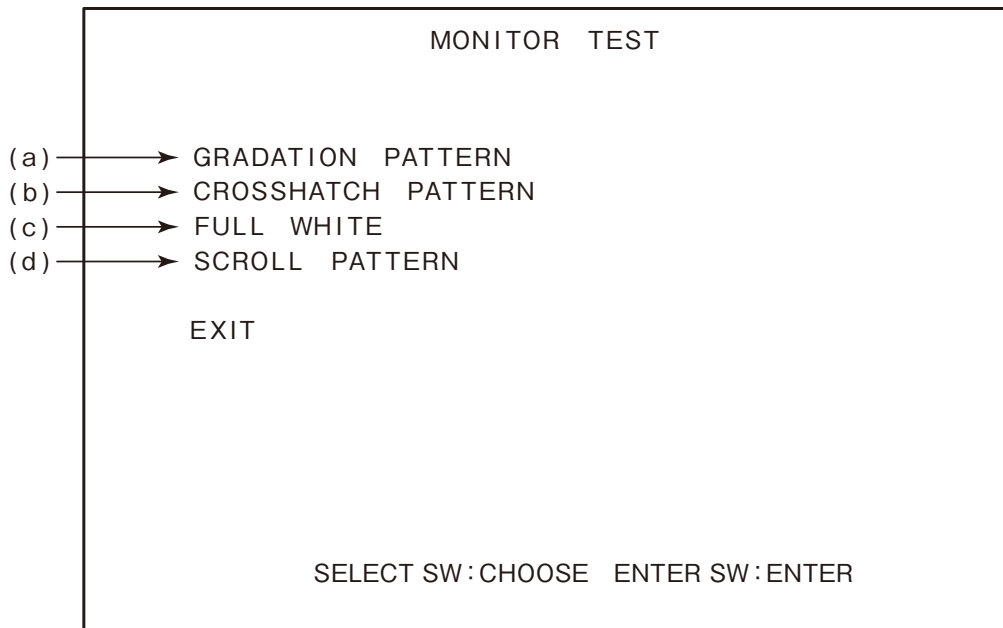 MONITOR TEST
(a) GRADATION PATTERN
(b) CROSSHATCH PATTERN
(c) FULL WHITE
(d) SCROLL PATTERN
EXIT
SELECT SW:CHOOSE ENTER SW:ENTER